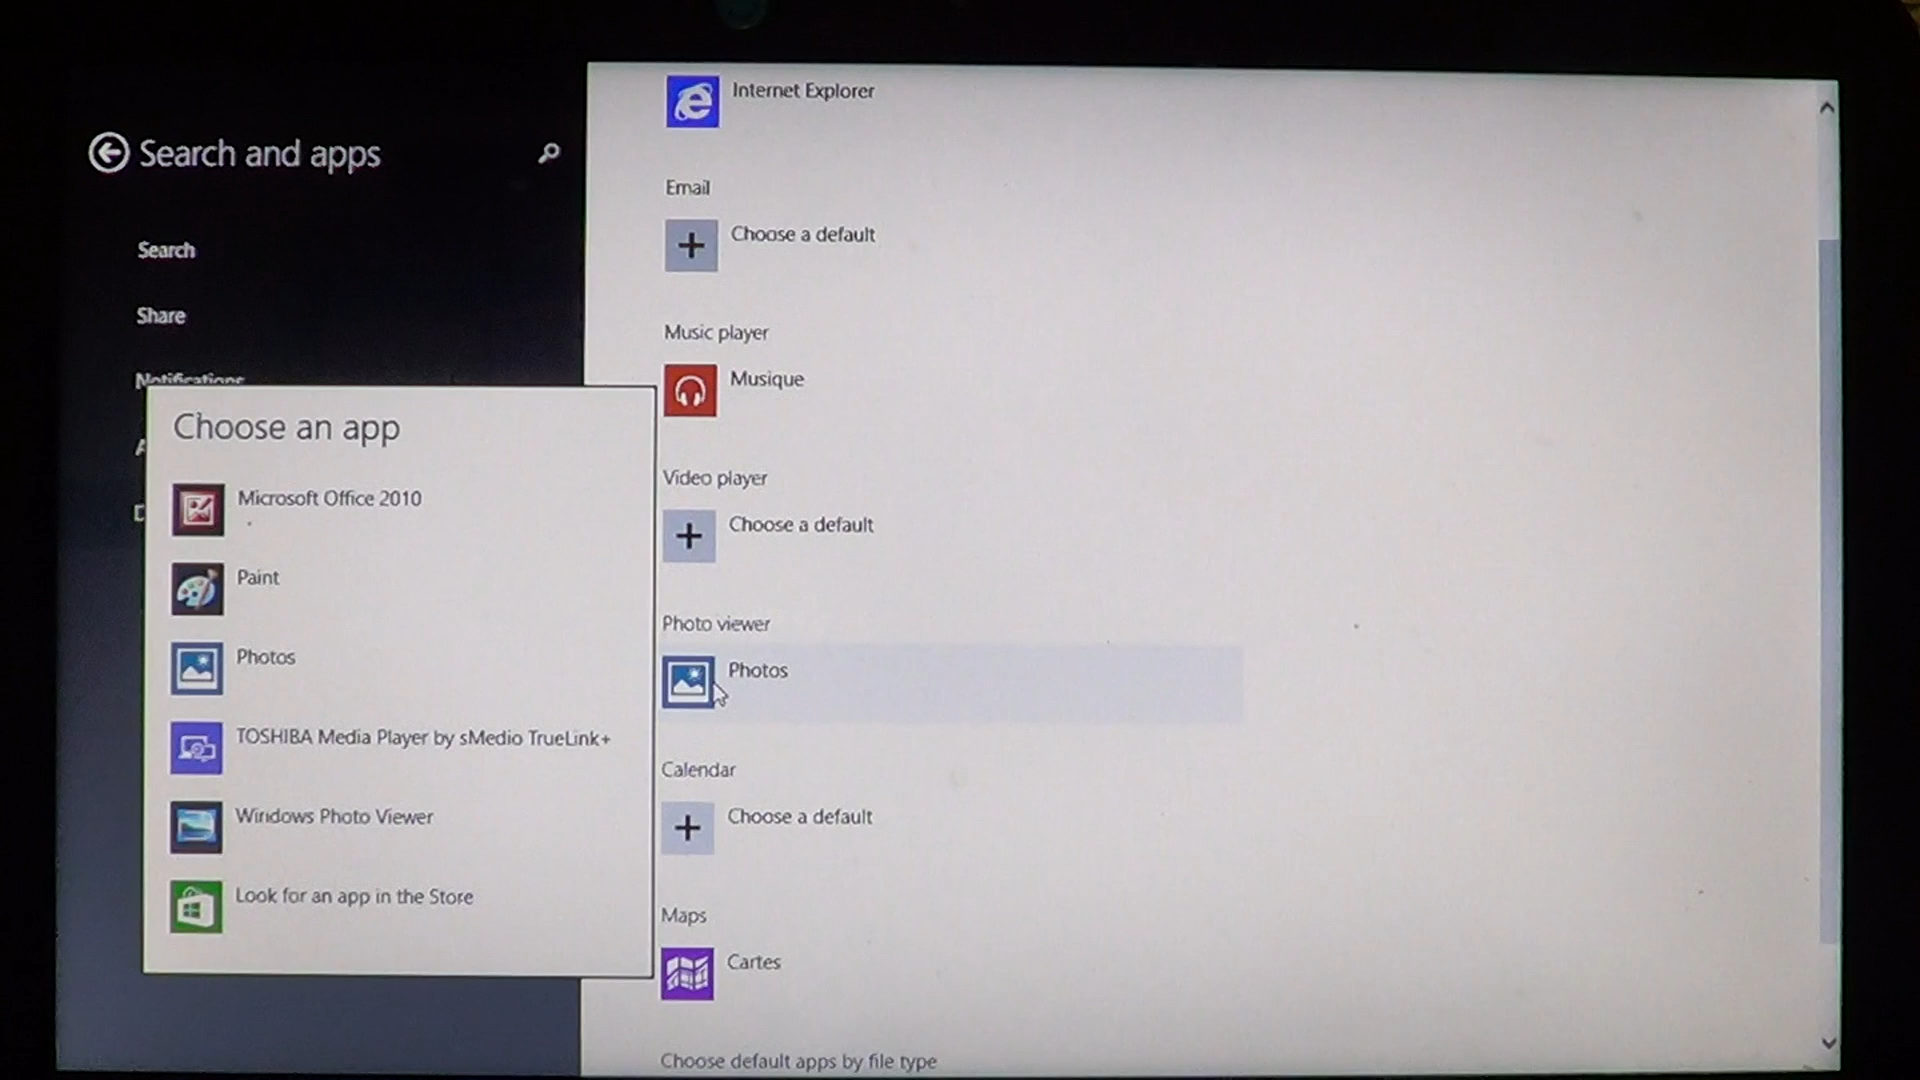 Search and apps
Search
Share
Notifications
Choose an app
Microsoft Office 2010
Paint
Photos
TOSHIBA Media Player by sMedio TrueLink+
Windows Photo Viewer
Look for an app in the Store
Internet Explorer
Email
Choose a default
Music player
Musique
Video player
Choose a default
Photo viewer
Photos
Calendar
Choose a default
Maps
Cartes
Choose default apps by file type